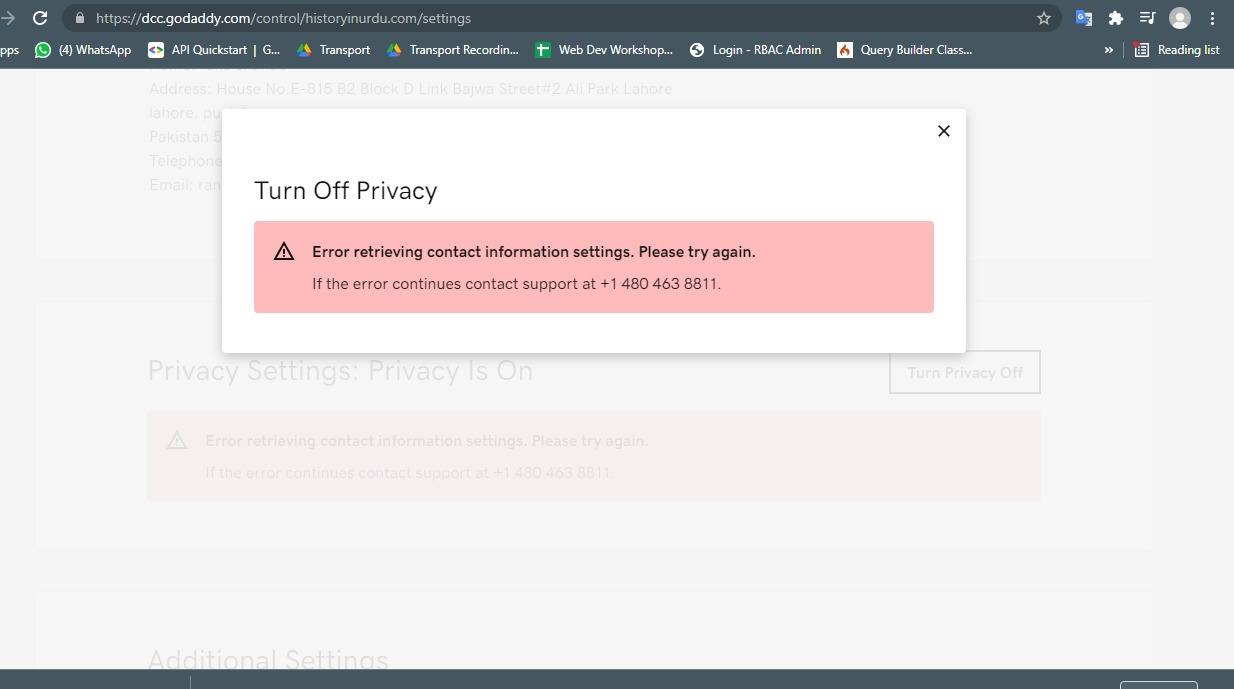 https://dcc.godaddy.com/control/historyinurdu.com/settings
pps (4) WhatsApp API Quickstart | G... Transport Transport Recordin... Web Dev Workshop... Login - RBAC Admin Query Builder Class... » Reading list
Address: House No.E-815 B2 Block D Link Bajwa Street#2 Ali Park Lahore
lahore, pu
Pakistan 5
Telephone
Email: ran
Turn Off Privacy
Error retrieving contact information settings. Please try again.
If the error continues contact support at +1 480 463 8811.
Privacy Settings: Privacy Is On
Turn Privacy Off
Error retrieving contact information settings. Please try again.
If the error continues contact support at +1 480 463 8811.
Additional Settings